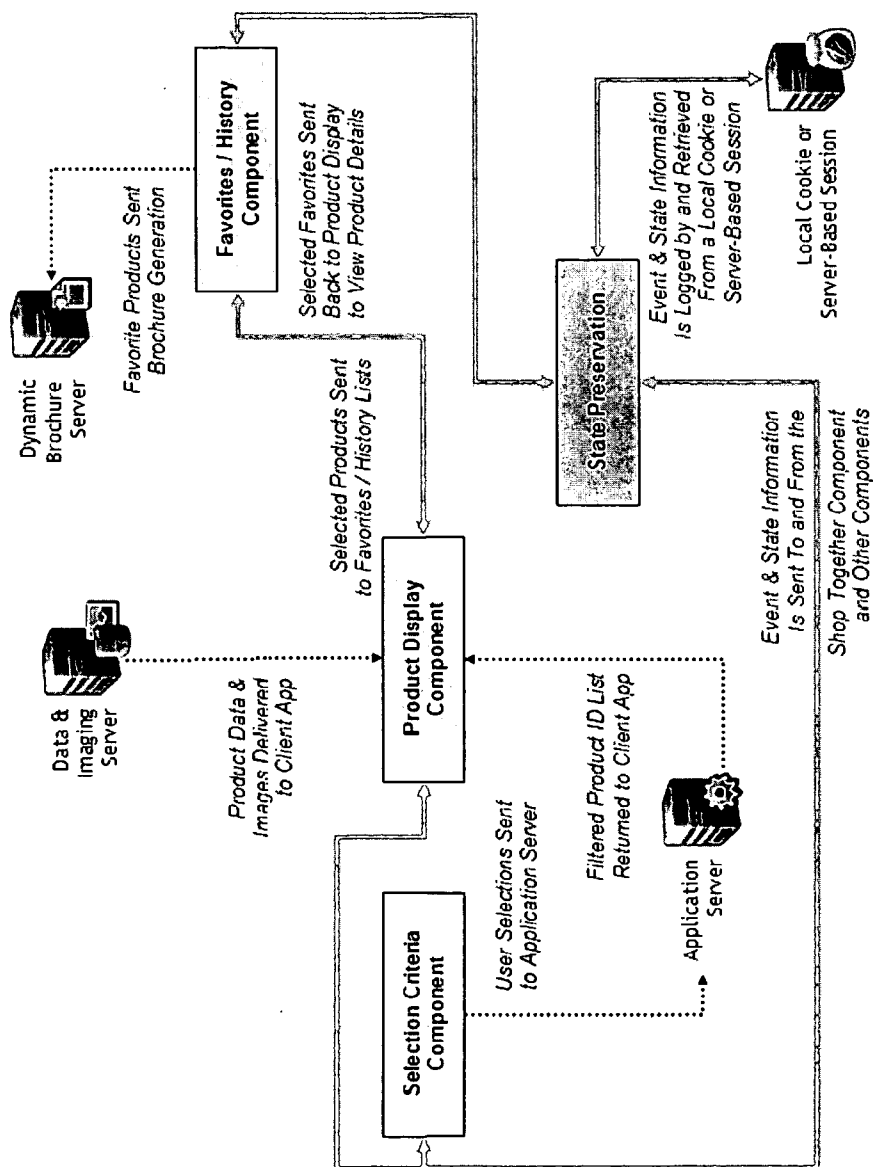 Dynamic
Brochure
Server
Favorite Products Sent
Brochure Generation
Favorites / History
Component
Selected Favorites Sent
Back to Product Display
to View Product Details
Data &
Imaging
Server
Product Data &
Images Delivered
to Client App
Selected Products Sent
to Favorites / History Lists
Product Display
Component
Selection Criteria
Component
User Selections Sent
to Application Server
Filtered Product ID List
Returned to Client App
Application
Server
State Preservation
Event & State Information
Is Logged by and Retrieved
From a Local Cookie or
Server-Based Session
Local Cookie or
Server-Based Session
Event & State Information
Is Sent To and From the
Shop Together Component
and Other Components